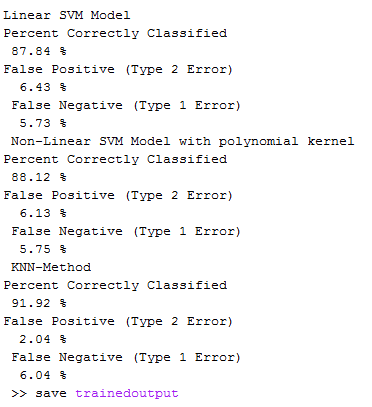 Linear SVM Model
Percent Correctly Classified
87.84 %
False Positive (Type 2 Error)
6.43 %
False Negative (Type 1 Error)
5.73 %
Non-Linear SVM Model with polynomial kernel
Percent Correctly Classified
88.12 %
False Positive (Type 2 Error)
6.13 %
False Negative (Type 1 Error)
5.75 %
KNN-Method
Percent Correctly Classified
91.92 %
False Positive (Type 2 Error)
2.04 %
False Negative (Type 1 Error)
6.04 %
>> save trainedoutput